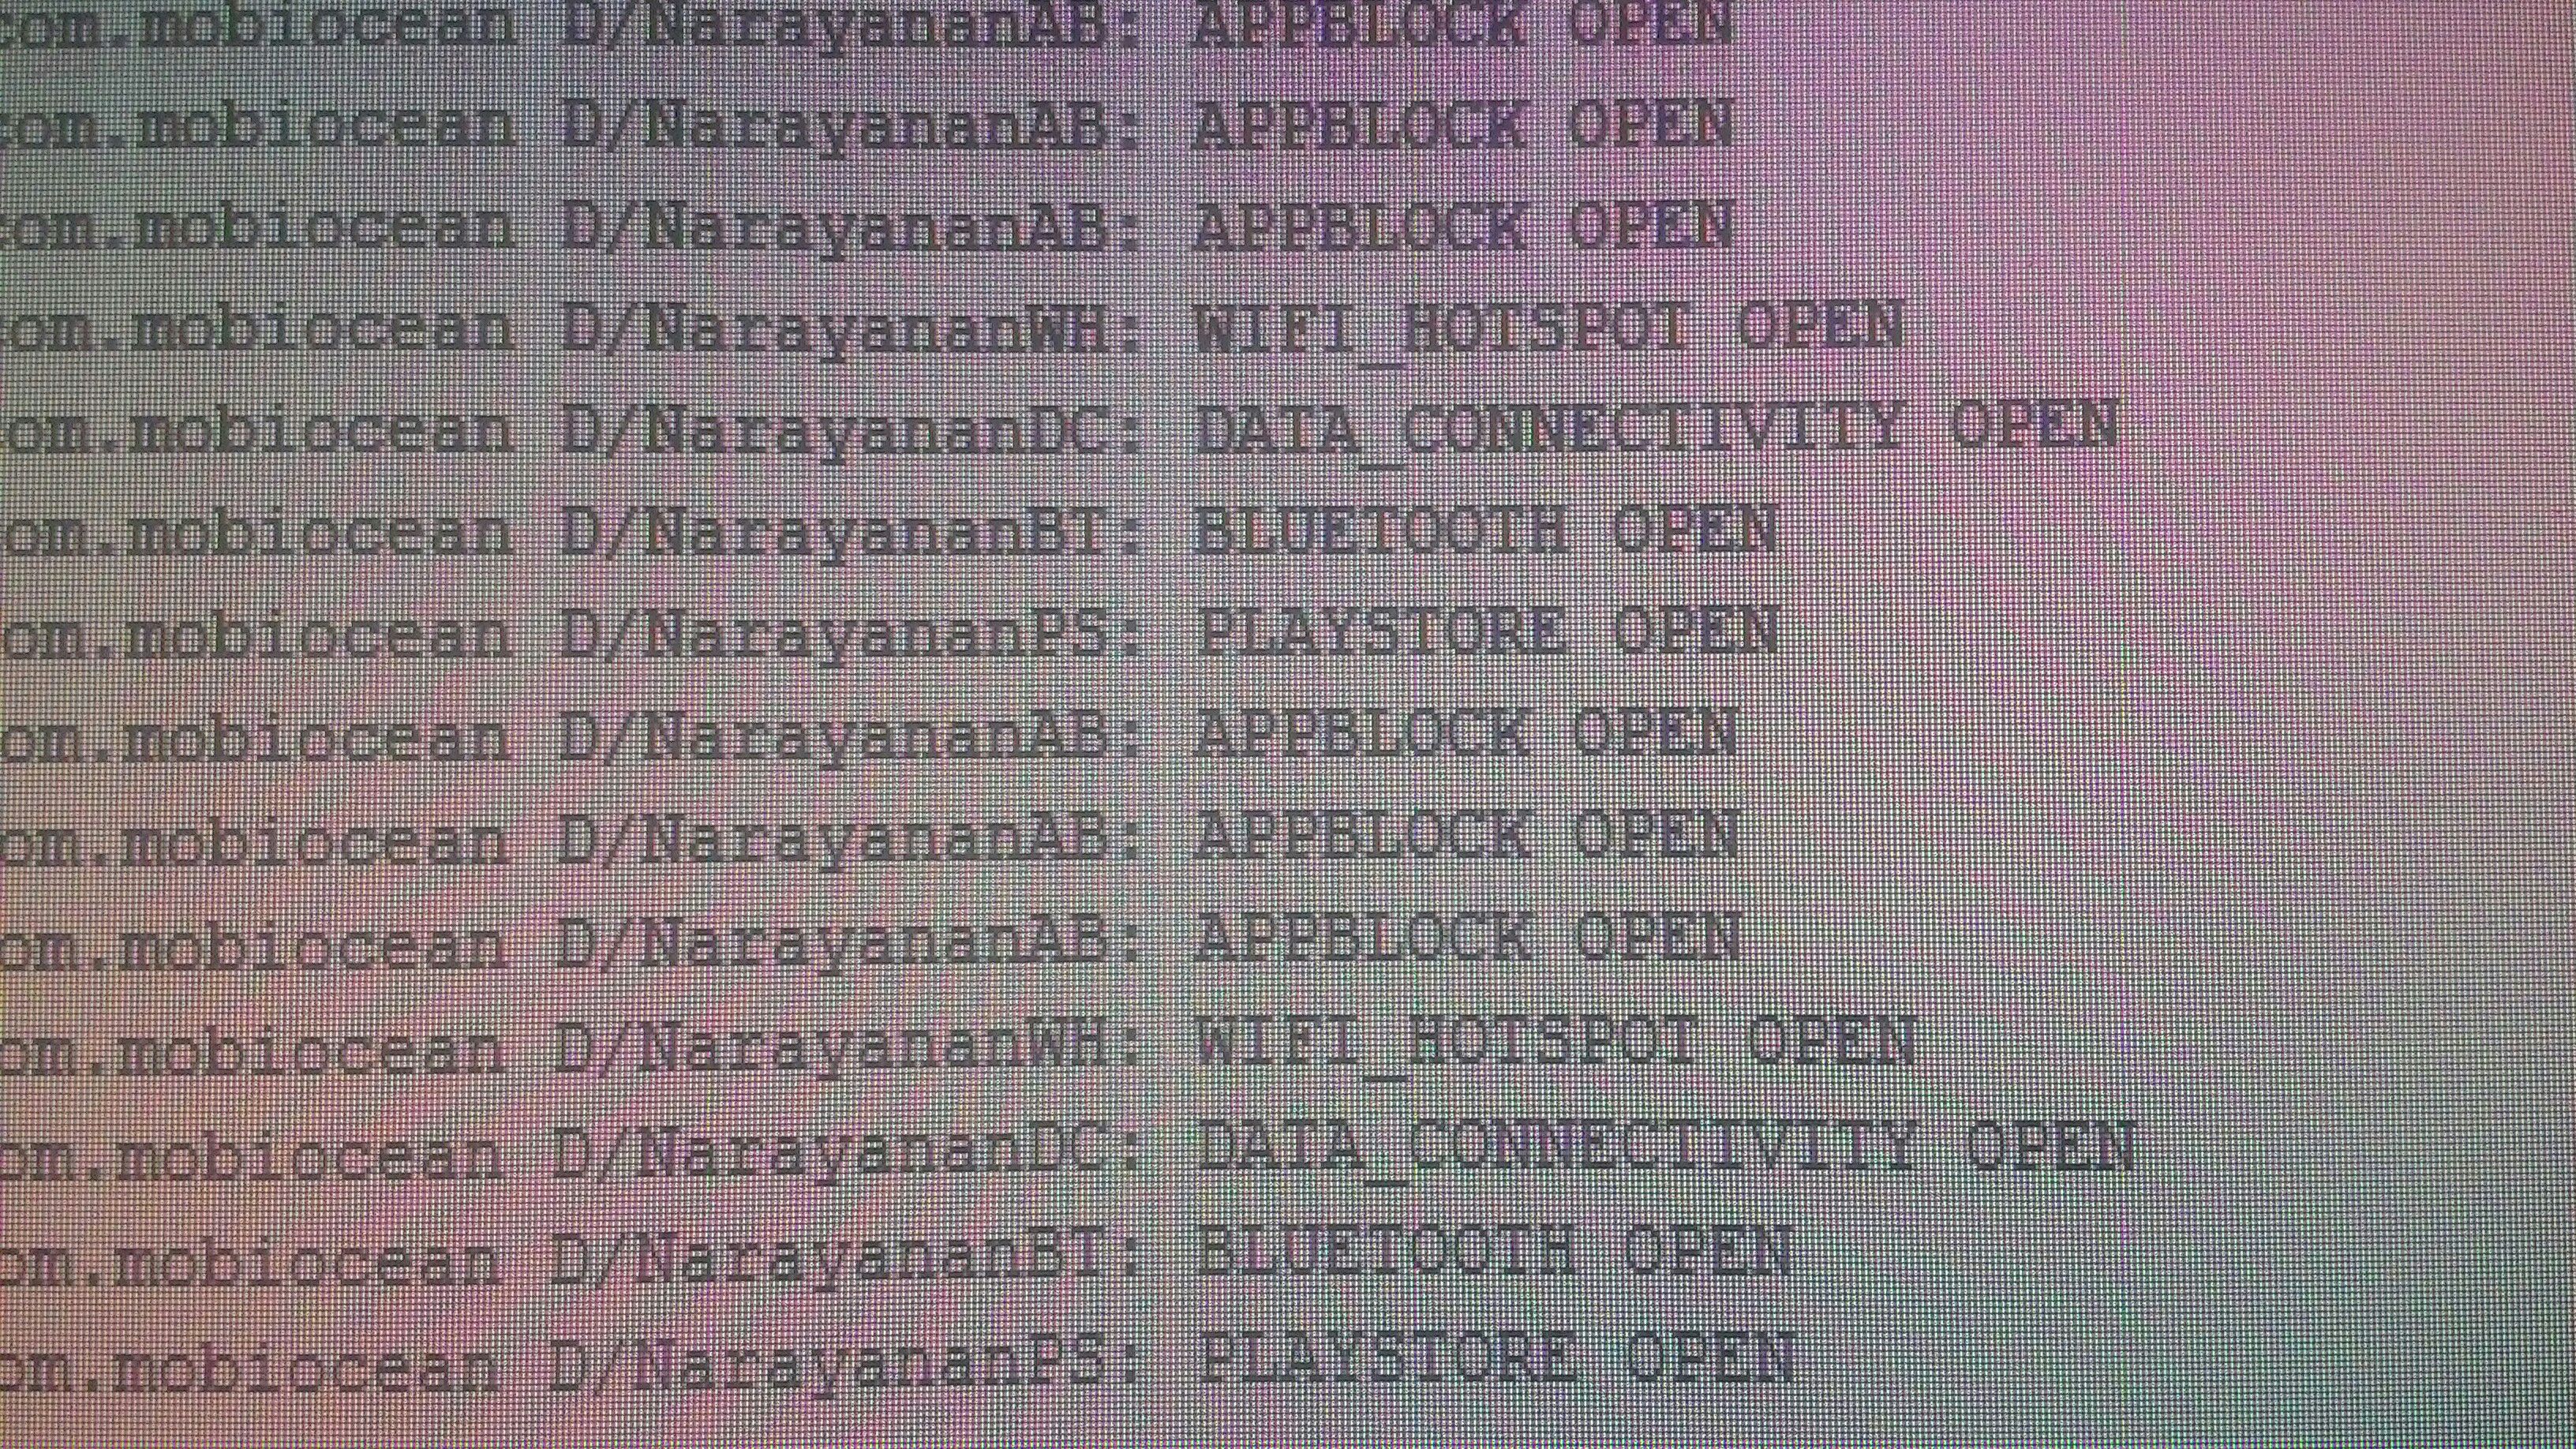 com.mobiocean D/NarayananAB: APPBLOCK OPEN
com.mobiocean D/NarayananAB: APPBLOCK OPEN
com.mobiocean D/NarayananAB: APPBLOCK OPEN
om.mobiocean D/NarayananWH: WIFI_HOTSPOT OPEN
om.mobiocean D/NarayananDC: DATA_CONNECTIVITY OPEN
om.mobiocean D/NarayananBT: BLUETOOTH OPEN
om.mobiocean D/NarayananPS: PLAYSTORE OPEN
om.mobiocean D/NarayananAB: APPBLOCK OPEN
om.mobiocean D/NarayananAB: APPBLOCK OPEN
om.mobiocean D/NarayananAB: APPBLOCK OPEN
om.mobiocean D/NarayananWH: WIFI_HOTSPOT OPEN
om.mobiocean D/NarayananDC: DATA_CONNECTIVITY OPEN
om.mobiocean D/NarayananBT: BLUETOOTH OPEN
om.mobiocean D/NarayananPS: PLAYSTORE OPEN